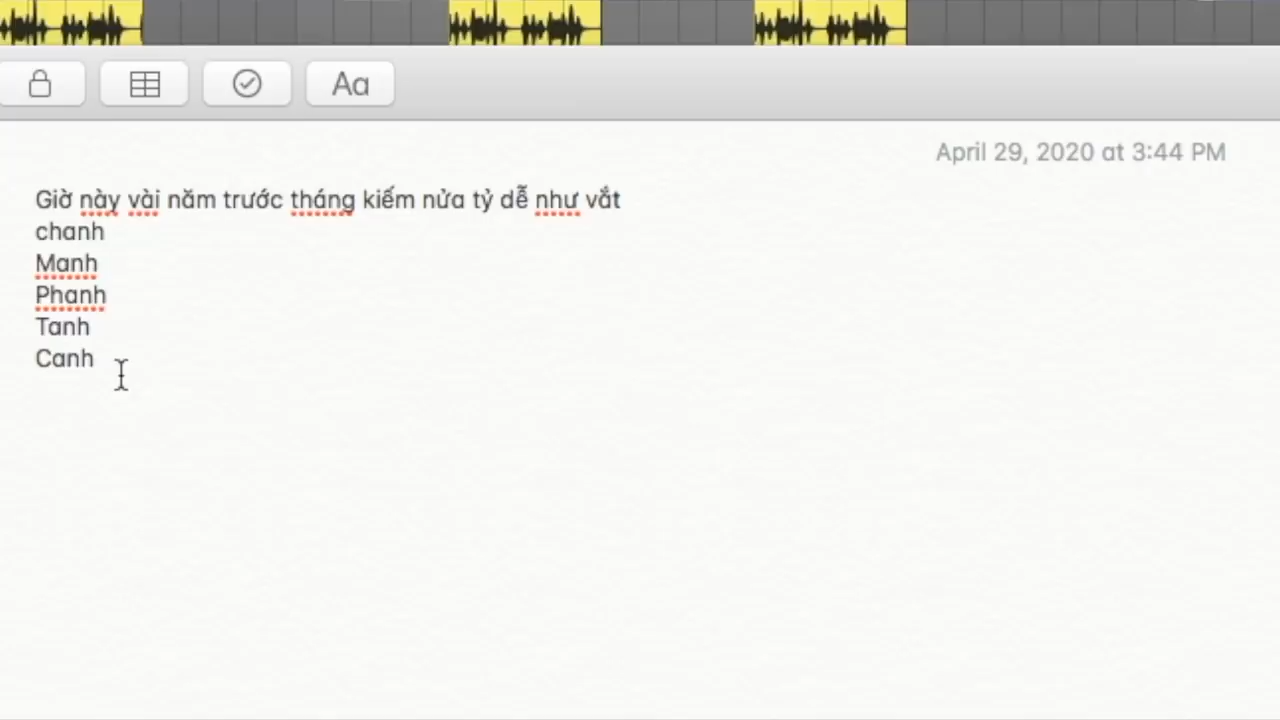 Aa
April 29, 2020 at 3:44 PM
Giờ này vài năm trước tháng kiếm nửa tỷ dễ như vắt
chanh
Manh
Phanh
Tanh
Canh